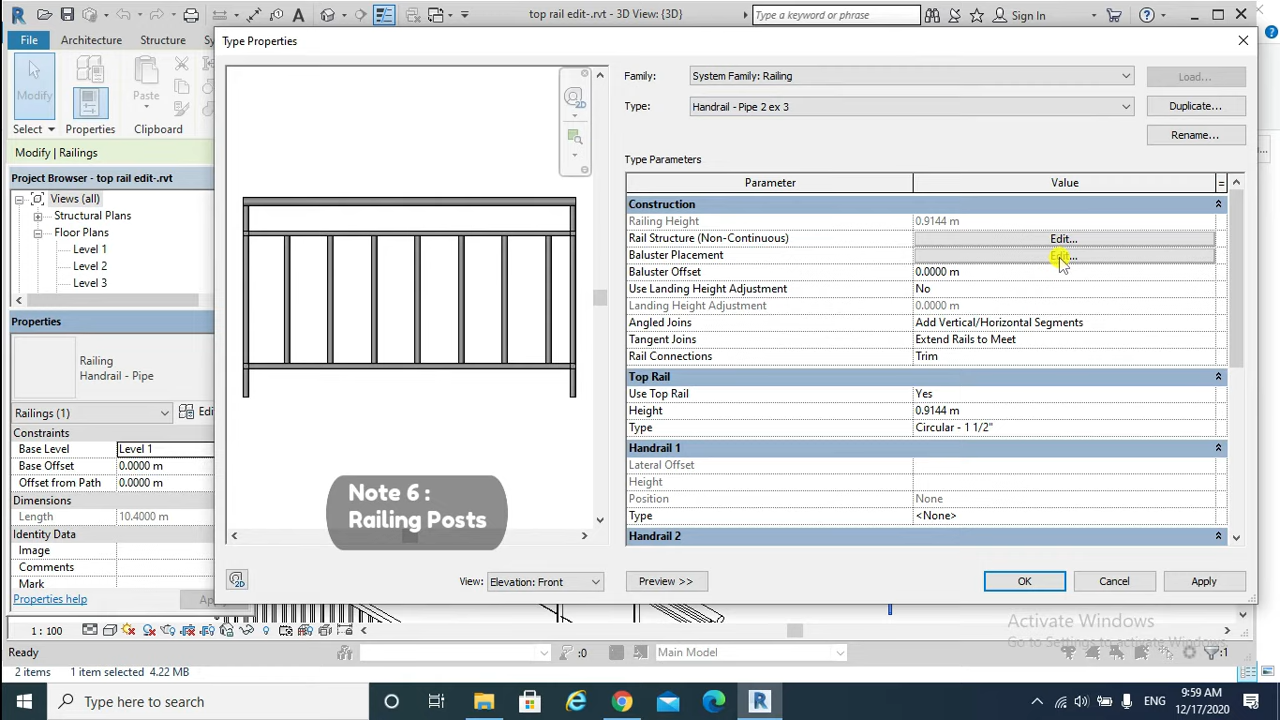 top rail edit-.rvt - 3D View: {3D}
Type a keyword or phrase
Sign In
File
Architecture
Structure
Modify
Paste
Select
Properties
Clipboard
Modify | Railings
Project Browser - top rail edit-.rvt
Views (all)
Structural Plans
Floor Plans
Level 1
Level 2
Level 3
Properties
Railing
Handrail - Pipe
Railings (1)
Constraints
Base Level
Level 1
Base Offset
0.0000 m
Offset from Path
0.0000 m
Dimensions
Length
10.4000 m
Identity Data
Image
Comments
Mark
Properties help
Type Properties
2D
Note 6 :
Railing Posts
View:
Elevation: Front
Preview >>
Family:
System Family: Railing
Load...
Type:
Handrail - Pipe 2 ex 3
Duplicate...
Rename...
Type Parameters
Parameter
Value
=
Construction
Railing Height
0.9144 m
Rail Structure (Non-Continuous)
Edit...
Baluster Placement
Edit...
Baluster Offset
0.0000 m
Use Landing Height Adjustment
No
Landing Height Adjustment
0.0000 m
Angled Joins
Add Vertical/Horizontal Segments
Tangent Joins
Extend Rails to Meet
Rail Connections
Trim
Top Rail
Use Top Rail
Yes
Height
0.9144 m
Type
Circular - 1 1/2"
Handrail 1
Lateral Offset
Height
Position
None
Type
<None>
Handrail 2
OK
Cancel
Apply
Activate Windows
Go to Settings to activate Windows.
1 : 100
Ready
:0
Main Model
:1
2 items
1 item selected 4.22 MB
Type here to search
ENG
9:59 AM
12/17/2020